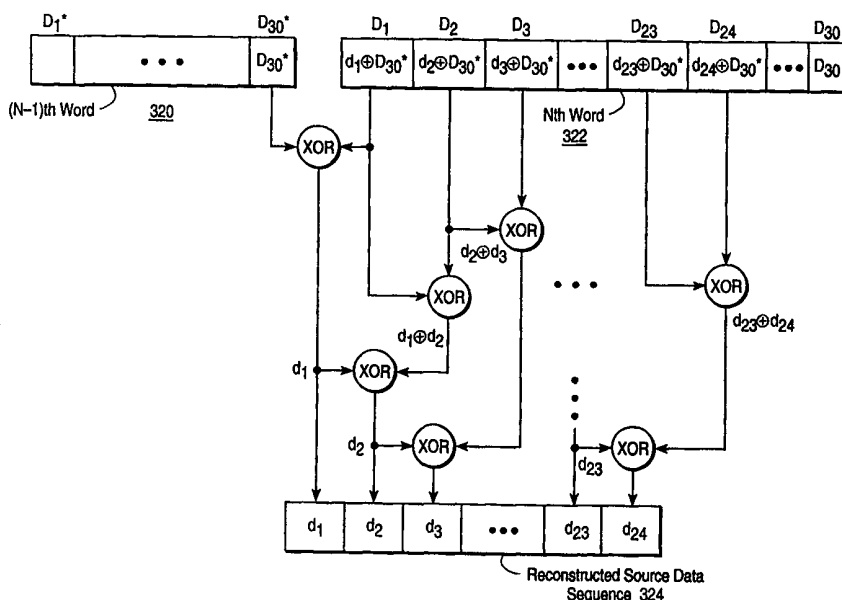 D1* D30* D1 D2 D3 D23 D24 D30
••• D30* d1⊕D30* d2⊕D30* d3⊕D30* ••• d23⊕D30* d24⊕D30* ••• D30
(N–1)th Word 320 Nth Word 322
XOR
XOR
d2⊕d3
XOR ••• XOR
d1⊕d2 d23⊕d24
d1 XOR
d2 XOR d23 XOR
d1 d2 d3 ••• d23 d24
Reconstructed Source Data
Sequence 324